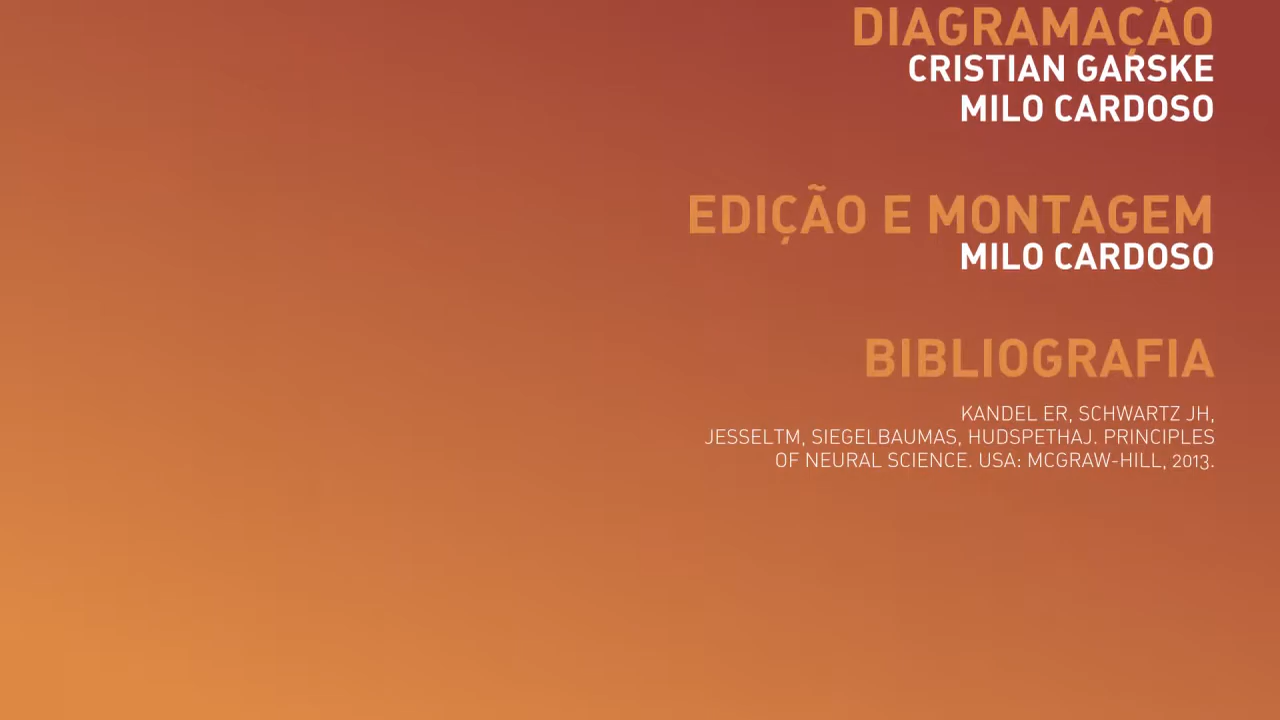 DIAGRAMAÇÃO
CRISTIAN GARSKE
MILO CARDOSO
EDIÇÃO E MONTAGEM
MILO CARDOSO
BIBLIOGRAFIA
KANDEL ER, SCHWARTZ JH,
JESSELTM, SIEGELBAUMAS, HUDSPETHAJ. PRINCIPLES
OF NEURAL SCIENCE. USA: MCGRAW-HILL, 2013.